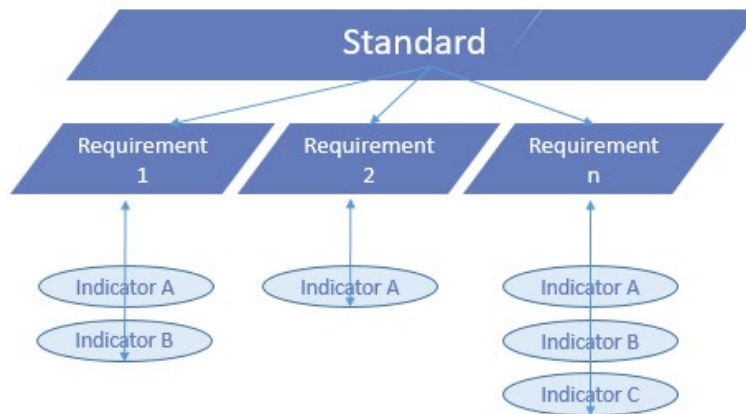 Standard
Requirement
1
Requirement
2
Requirement
n
Indicator A
Indicator B
Indicator A
Indicator A
Indicator B
Indicator C